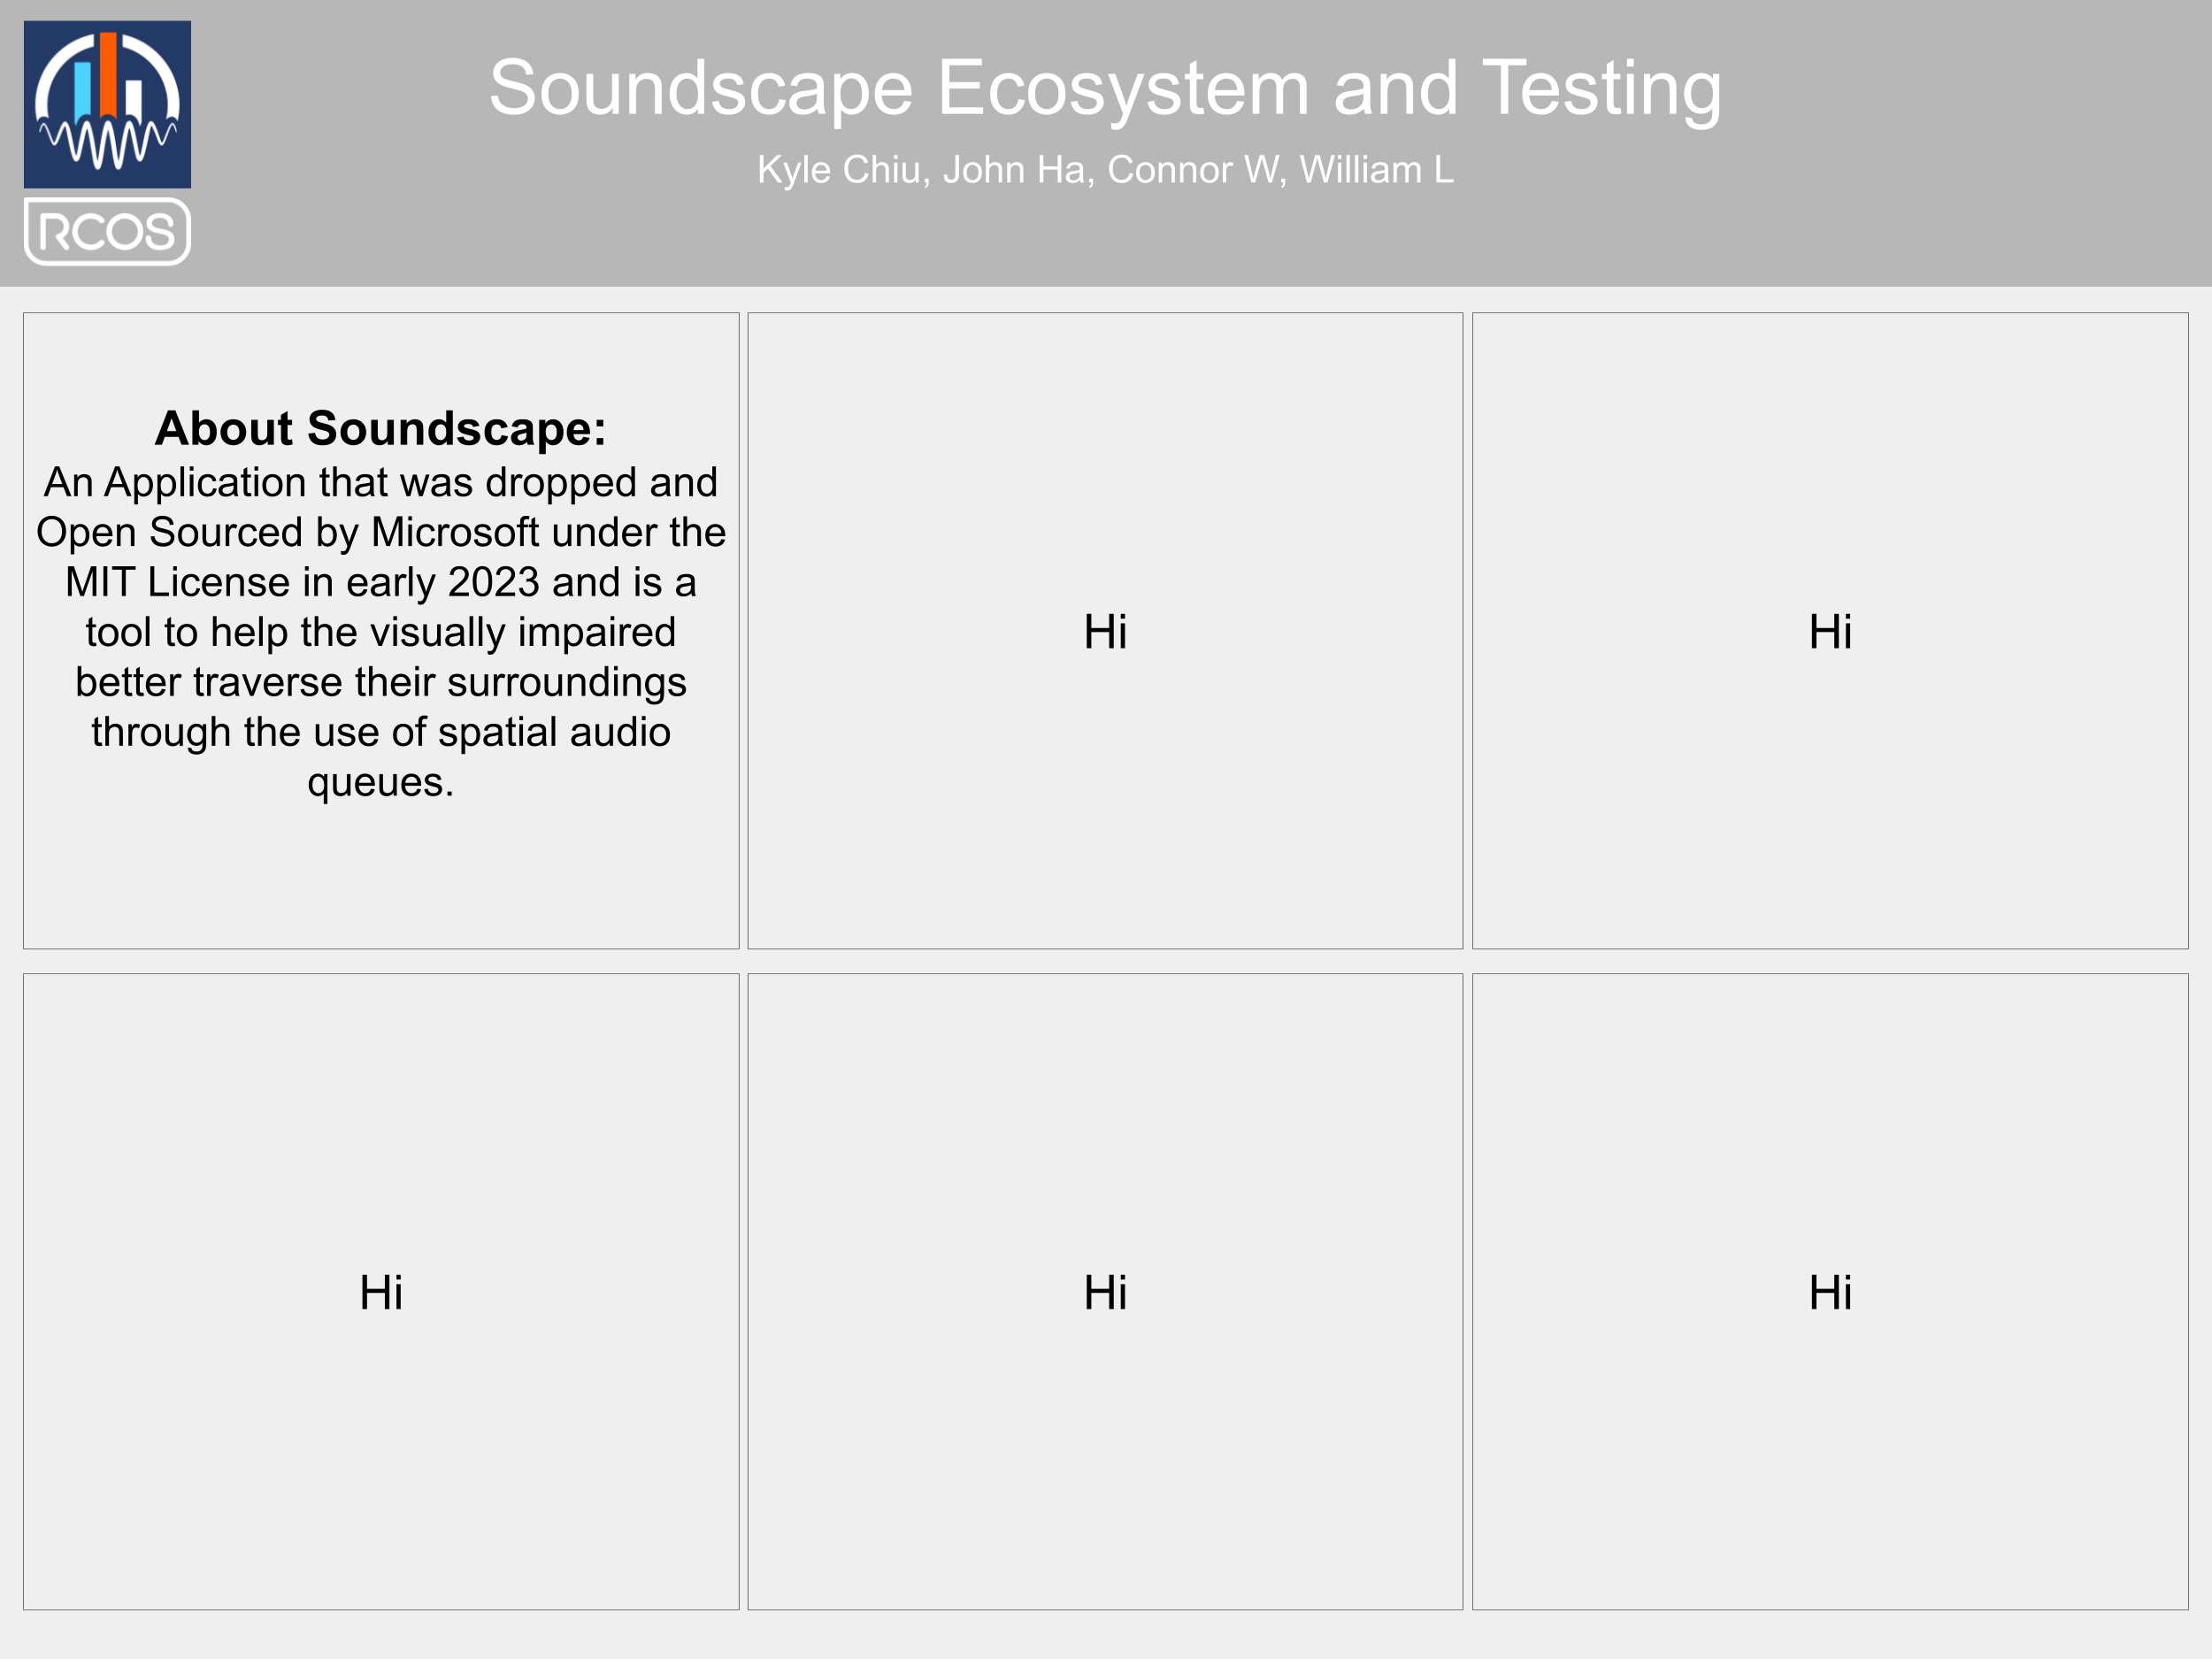 Soundscape Ecosystem and Testing
Kyle Chiu, John Ha, Connor W, William L
RCOS
About Soundscape:
An Application that was dropped and
Open Sourced by Microsoft under the
MIT License in early 2023 and is a
tool to help the visually impaired
better traverse their surroundings
through the use of spatial audio
queues.
Hi
Hi
Hi
Hi
Hi